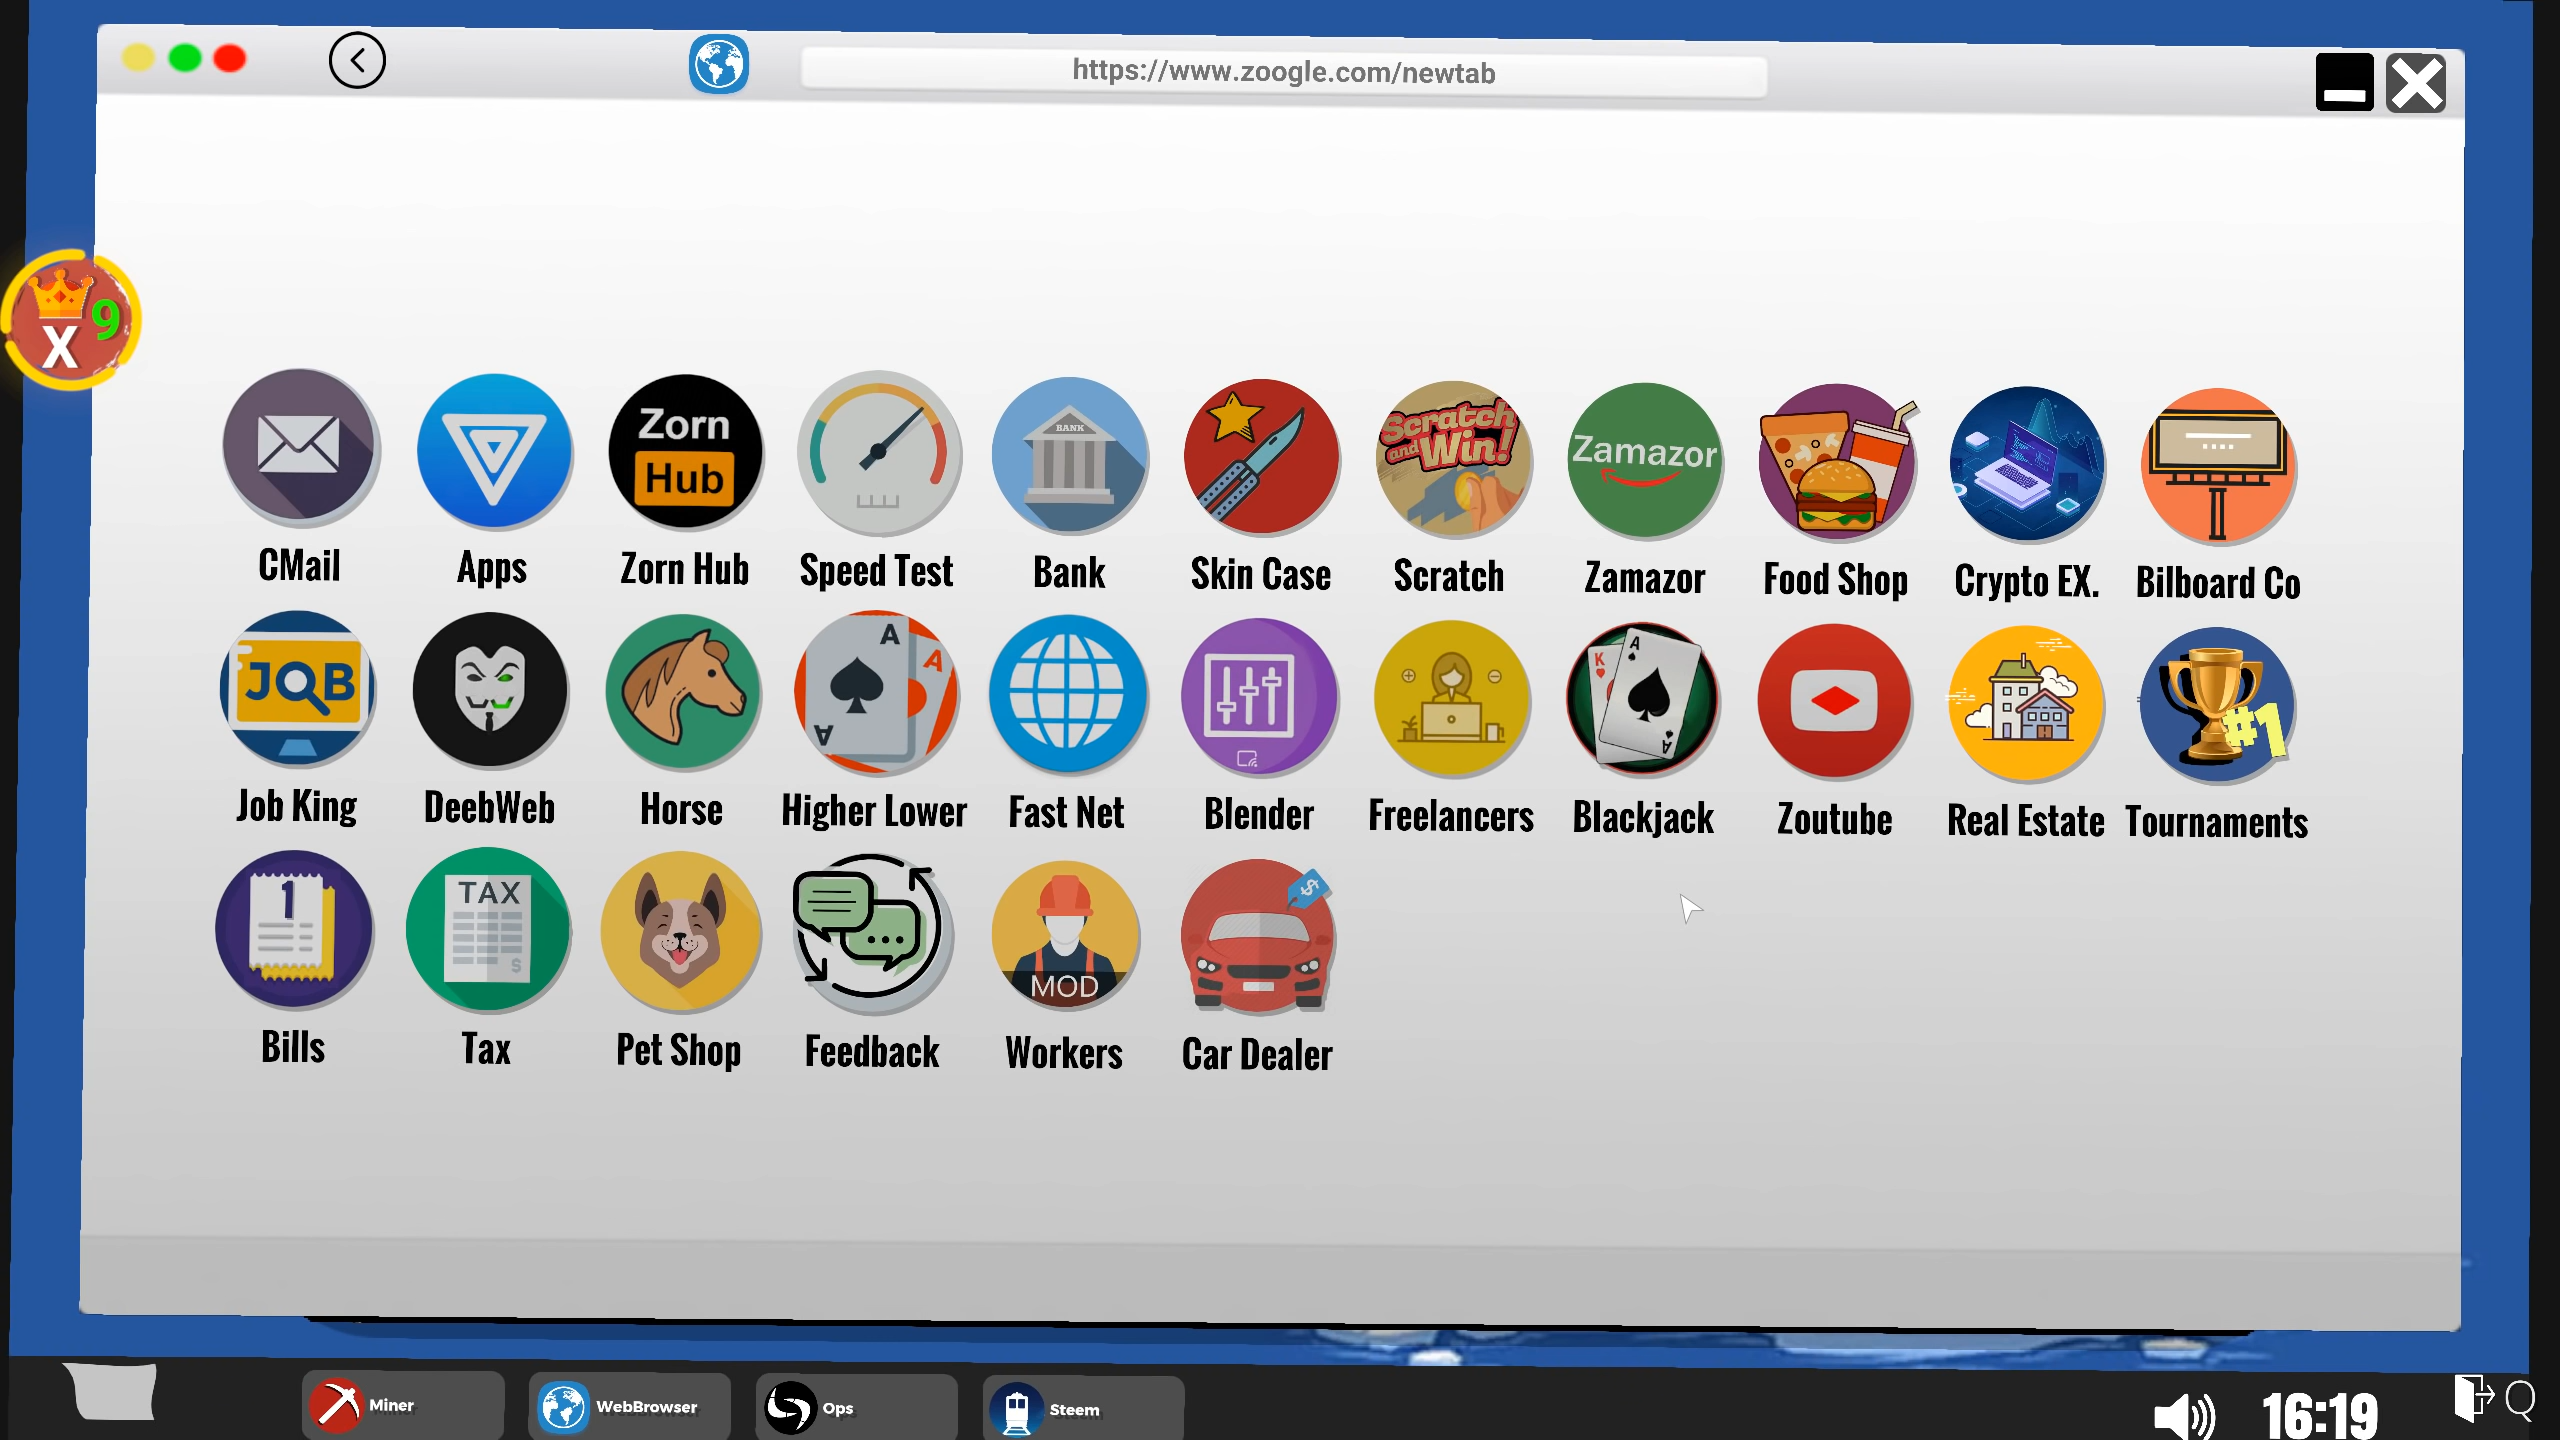 https://www.zoogle.com/newtab
X 9
Zorn
Hub
BANK
Scratch
and Win!
Zamazor
CMail
Apps
Zorn Hub
Speed Test
Bank
Skin Case
Scratch
Zamazor
Food Shop
Crypto EX.
Bilboard Co
JOB
A
A
A
K
A
A
#1
Job King
DeebWeb
Horse
Higher Lower
Fast Net
Blender
Freelancers
Blackjack
Zoutube
Real Estate
Tournaments
1
TAX
$
MOD
$
Bills
Tax
Pet Shop
Feedback
Workers
Car Dealer
Miner
WebBrowser
Ops
Steem
16:19
Q